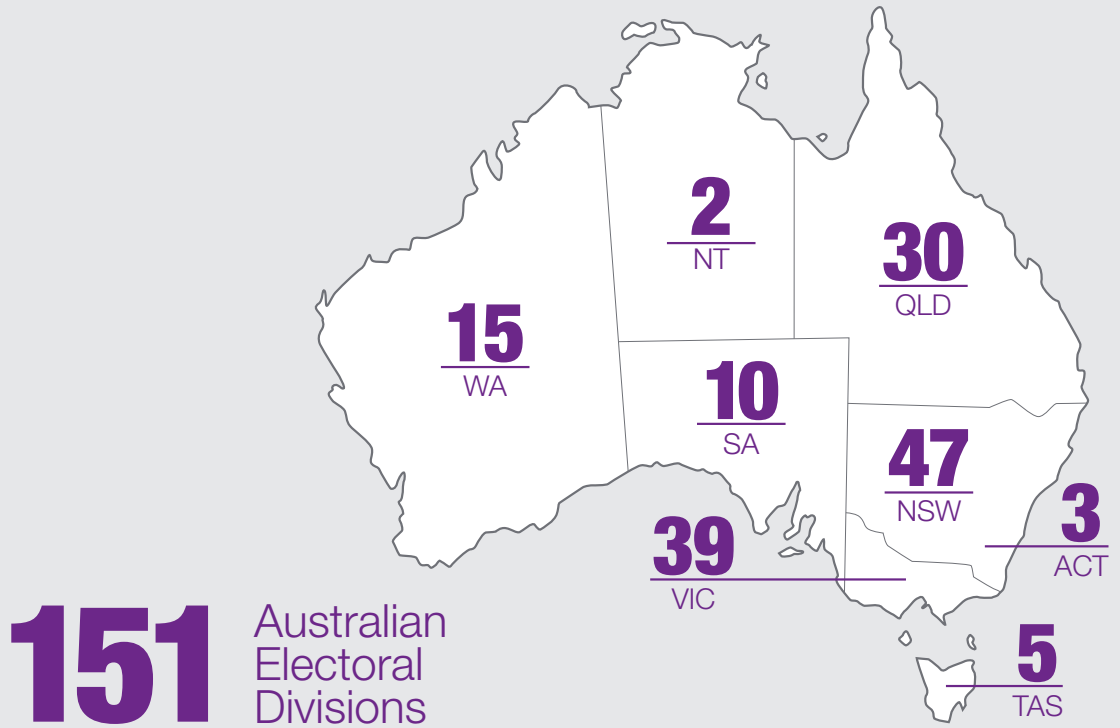 2
NT
30
QLD
15
WA
10
SA
47
NSW
3
ACT
39
VIC
5
TAS
151
Australian
Electoral
Divisions